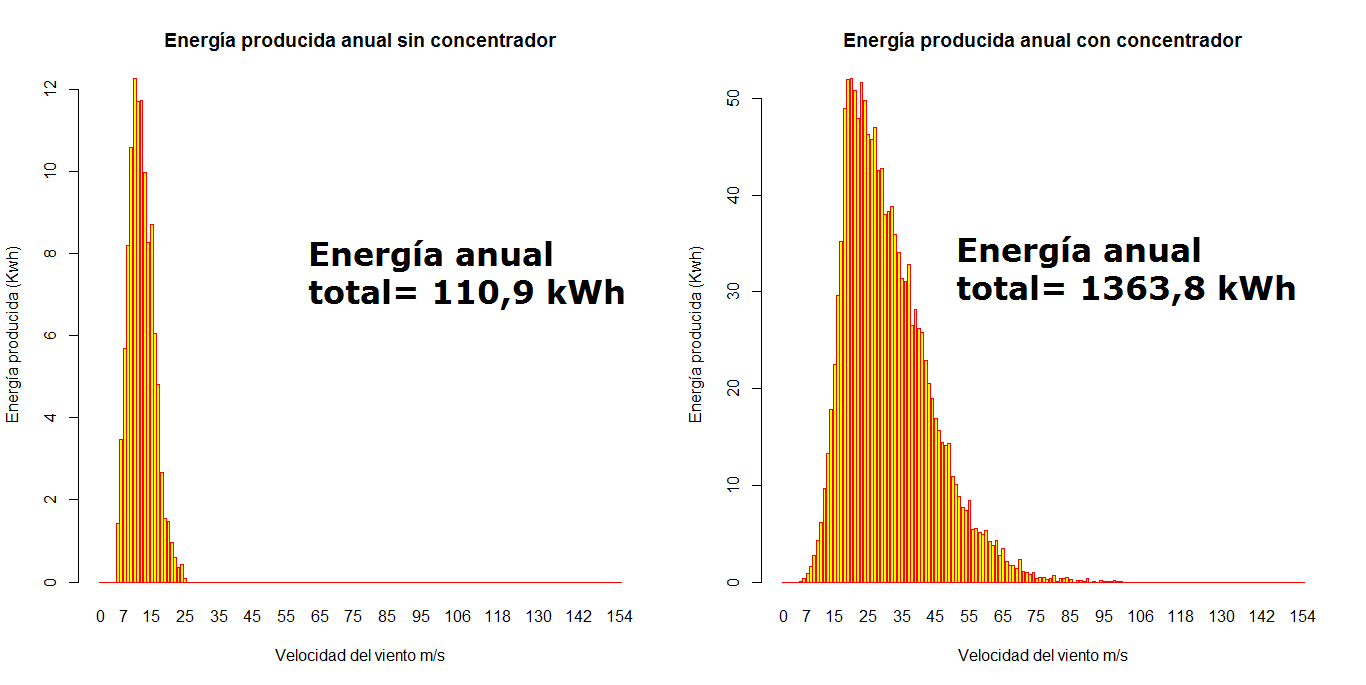 Energía producida anual sin concentrador
12
10
8
6
4
2
0
Energía producida (Kwh)
Energía anual
total= 110,9 kWh
0 7 15 25 35 45 55 65 75 85 95 106 118 130 142 154
Velocidad del viento m/s
Energía producida anual con concentrador
50
40
30
20
10
0
Energía producida (Kwh)
Energía anual
total= 1363,8 kWh
0 7 15 25 35 45 55 65 75 85 95 106 118 130 142 154
Velocidad del viento m/s